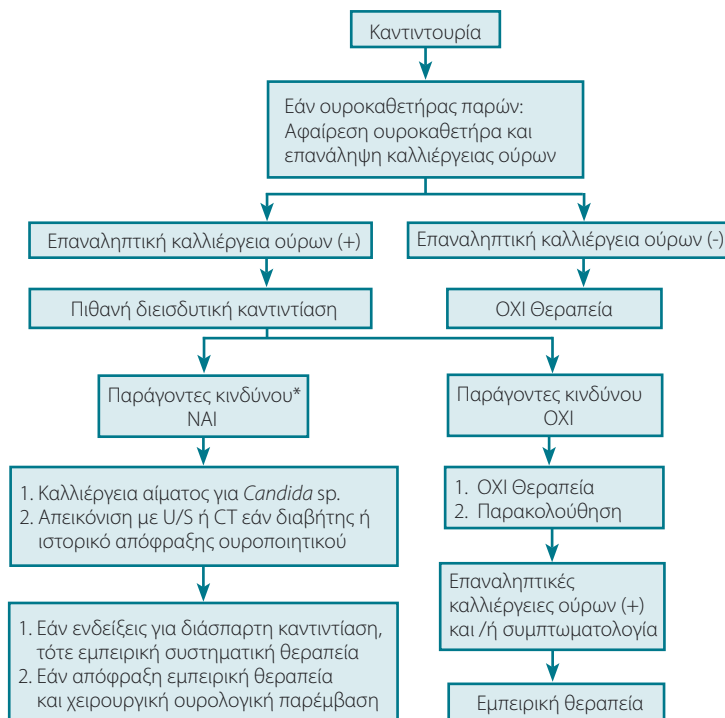 Καντιντουρία
Εάν ουροκαθετήρας παρών:
Αφαίρεση ουροκαθετήρα και
επανάληψη καλλιέργειας ούρων
Επαναληπτική καλλιέργεια ούρων (+)
Επαναληπτική καλλιέργεια ούρων (-)
Πιθανή διεισδυτική καντιντίαση
ΟΧΙ Θεραπεία
Παράγοντες κινδύνου*
ΝΑΙ
Παράγοντες κινδύνου
ΟΧΙ
1. Καλλιέργεια αίματος για Candida sp.
2. Απεικόνιση με U/S ή CT εάν διαβήτης ή
ιστορικό απόφραξης ουροποιητικού
1. ΟΧΙ Θεραπεία
2. Παρακολούθηση
Επαναληπτικές
καλλιέργειες ούρων (+)
και /ή συμπτωματολογία
1. Εάν ενδείξεις για διάσπαρτη καντιντίαση,
τότε εμπειρική συστηματική θεραπεία
2. Εάν απόφραξη εμπειρική θεραπεία
και χειρουργική ουρολογική παρέμβαση
Εμπειρική θεραπεία